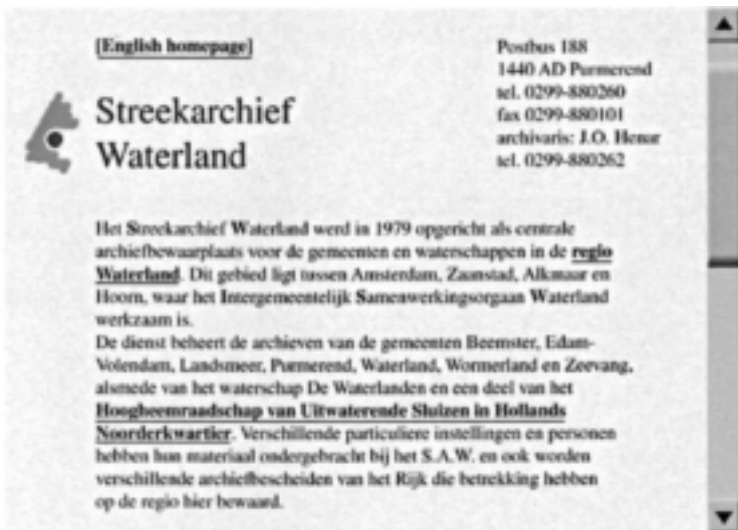 [English homepage]
Postbus 188
1440 AD Purmerend
tel. 0299-880260
fax 0299-880101
archivaris: J.O. Henar
tel. 0299-880262
Streekarchief
Waterland
Het Streekarchief Waterland werd in 1979 opgericht als centrale
archiefbewaarplaats voor de gemeenten en waterschappen in de regio
Waterland. Dit gebied ligt tussen Amsterdam, Zaanstad, Alkmaar en
Hoorn, waar het Intergemeentelijk Samenwerkingsorgaan Waterland
werkzaam is.
De dienst beheert de archieven van de gemeenten Beemster, Edam-
Volendam, Landsmeer, Purmerend, Waterland, Wormerland en Zeevang,
alsmede van het waterschap De Waterlanden en een deel van het
Hoogheemraadschap van Uitwaterende Sluizen in Hollands
Noorderkwartier. Verschillende particuliere instellingen en personen
hebben hun materiaal ondergebracht bij het S.A.W. en ook worden
verschillende archiefbescheiden van het Rijk die betrekking hebben
op de regio hier bewaard.